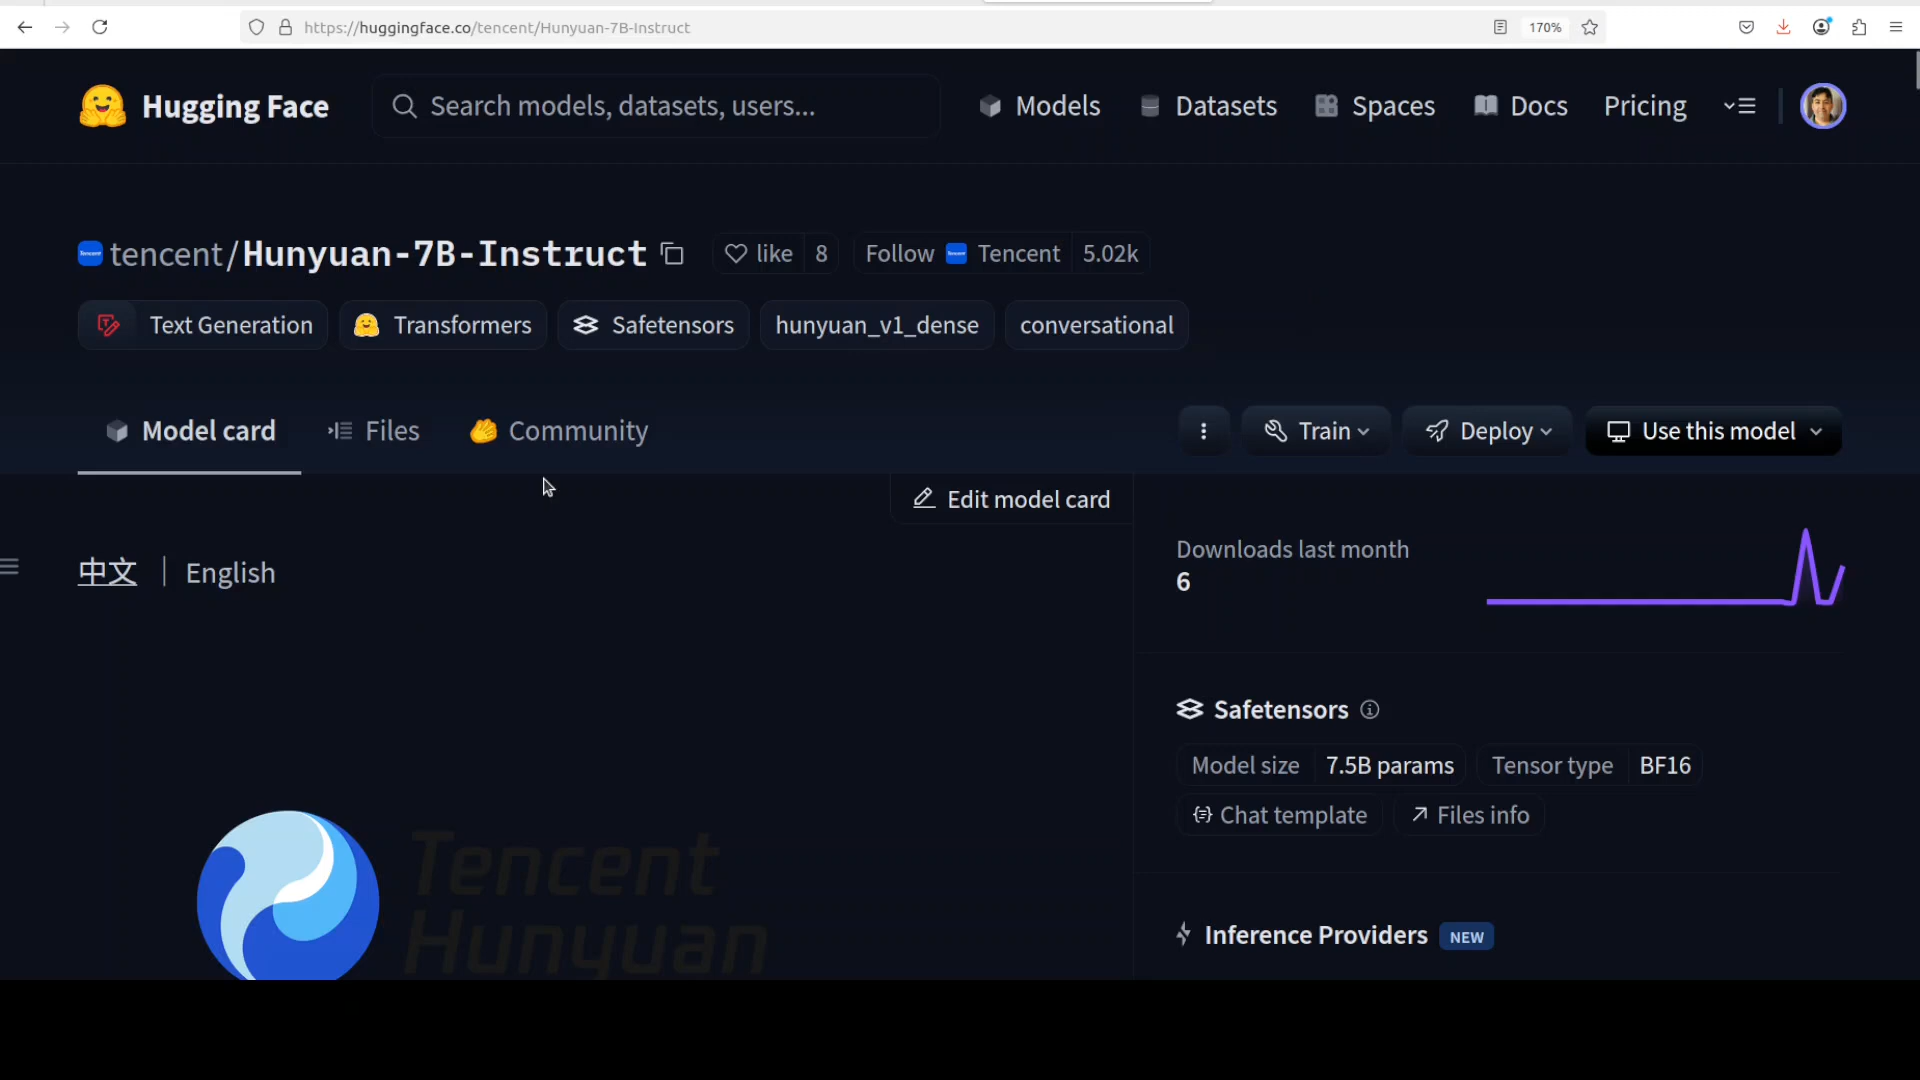 https://huggingface.co/tencent/Hunyuan-7B-Instruct
170%
Hugging Face
Search models, datasets, users...
Models
Datasets
Spaces
Docs
Pricing
tencent/Hunyuan-7B-Instruct
like 8
Follow Tencent 5.02k
Text Generation
Transformers
Safetensors
hunyuan_v1_dense
conversational
Model card
Files
Community
Train
Deploy
Use this model
Edit model card
中文 | English
Downloads last month
6
Safetensors
Model size 7.5B params
Tensor type BF16
Chat template
Files info
Tencent
Hunyuan
Inference Providers NEW